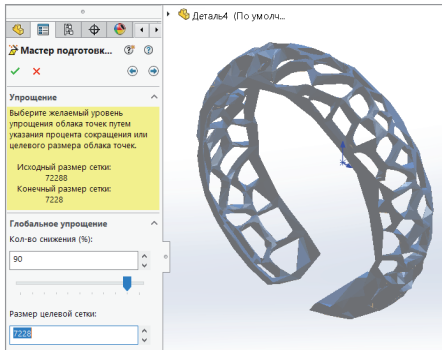 Деталь4 (По умолч...
Мастер подготовк...
Упрощение
Выберите желаемый уровень
упрощения облака точек путем
указания процента сокращения или
целевого размера облака точек.
Исходный размер сетки:
72288
Конечный размер сетки:
7228
Глобальное упрощение
Кол-во снижения (%):
90
Размер целевой сетки:
7228